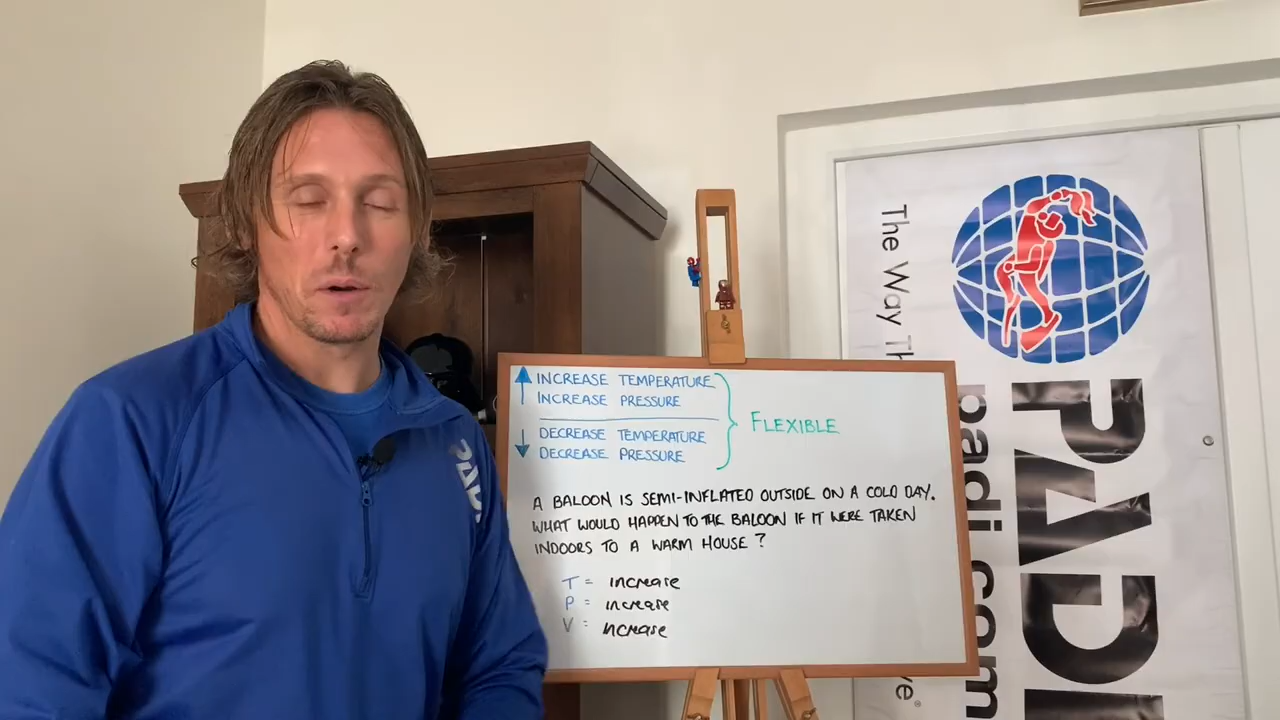 INCREASE TEMPERATURE
INCREASE PRESSURE
DECREASE TEMPERATURE
DECREASE PRESSURE
FLEXIBLE
A BALOON IS SEMI-INFLATED OUTSIDE ON A COLD DAY.
WHAT WOULD HAPPEN TO THE BALOON IF IT WERE TAKEN
INDOORS TO A WARM HOUSE ?
T = increase
P = increase
V = increase
PADI
The Way Th
PADI
padi.com